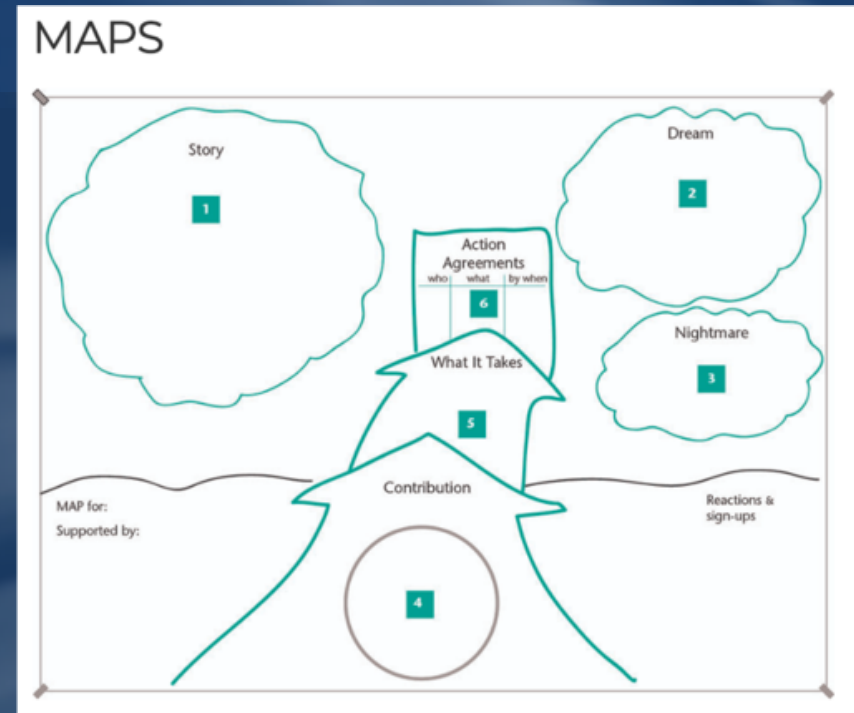 MAPS
Story
1
Dream
2
Nightmare
3
Action
Agreements
who what by when
6
What It Takes
5
Contribution
4
MAP for:
Supported by:
Reactions &
sign-ups